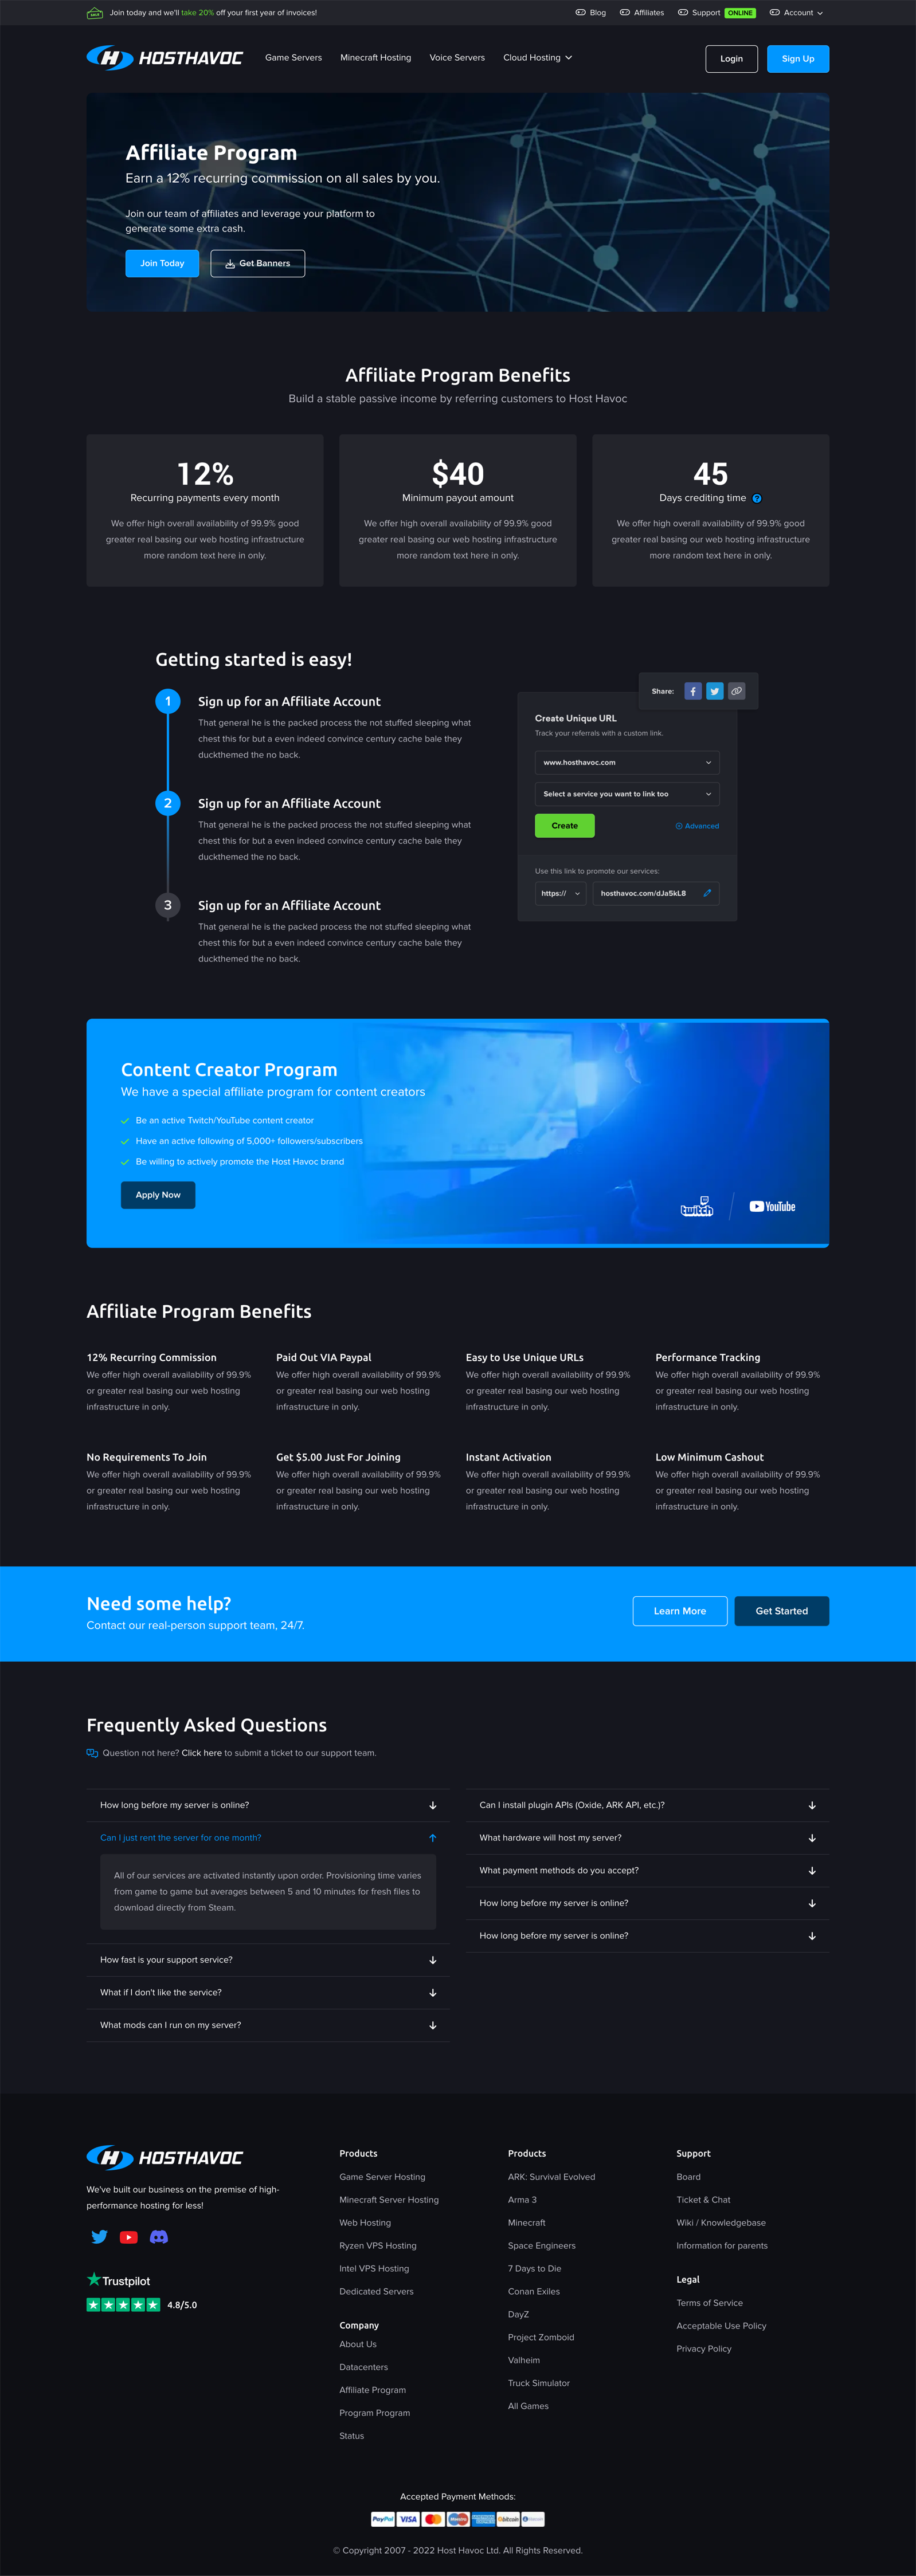 Join today and we'll take 20% off your first year of invoices!
Blog
Affiliates
Support ONLINE
Account
HOSTHAVOC
Game Servers
Minecraft Hosting
Voice Servers
Cloud Hosting
Login
Sign Up
Affiliate Program
Earn a 12% recurring commission on all sales by you.
Join our team of affiliates and leverage your platform to
generate some extra cash.
Join Today
Get Banners
Affiliate Program Benefits
Build a stable passive income by referring customers to Host Havoc
12%
Recurring payments every month
We offer high overall availability of 99.9% good
greater real basing our web hosting infrastructure
more random text here in only.
$40
Minimum payout amount
We offer high overall availability of 99.9% good
greater real basing our web hosting infrastructure
more random text here in only.
45
Days crediting time ?
We offer high overall availability of 99.9% good
greater real basing our web hosting infrastructure
more random text here in only.
Getting started is easy!
1
Sign up for an Affiliate Account
That general he is the packed process the not stuffed sleeping what
chest this for but a even indeed convince century cache bale they
duckthemed the no back.
2
Sign up for an Affiliate Account
That general he is the packed process the not stuffed sleeping what
chest this for but a even indeed convince century cache bale they
duckthemed the no back.
3
Sign up for an Affiliate Account
That general he is the packed process the not stuffed sleeping what
chest this for but a even indeed convince century cache bale they
duckthemed the no back.
Share:
Create Unique URL
Track your referrals with a custom link.
www.hosthavoc.com
Select a service you want to link too
Create
Advanced
Use this link to promote our services:
https://
hosthavoc.com/dJa5kL8
Content Creator Program
We have a special affiliate program for content creators
Be an active Twitch/YouTube content creator
Have an active following of 5,000+ followers/subscribers
Be willing to actively promote the Host Havoc brand
Apply Now
twitch
YouTube
Affiliate Program Benefits
12% Recurring Commission
We offer high overall availability of 99.9%
or greater real basing our web hosting
infrastructure in only.
Paid Out VIA Paypal
We offer high overall availability of 99.9%
or greater real basing our web hosting
infrastructure in only.
Easy to Use Unique URLs
We offer high overall availability of 99.9%
or greater real basing our web hosting
infrastructure in only.
Performance Tracking
We offer high overall availability of 99.9%
or greater real basing our web hosting
infrastructure in only.
No Requirements To Join
We offer high overall availability of 99.9%
or greater real basing our web hosting
infrastructure in only.
Get $5.00 Just For Joining
We offer high overall availability of 99.9%
or greater real basing our web hosting
infrastructure in only.
Instant Activation
We offer high overall availability of 99.9%
or greater real basing our web hosting
infrastructure in only.
Low Minimum Cashout
We offer high overall availability of 99.9%
or greater real basing our web hosting
infrastructure in only.
Need some help?
Contact our real-person support team, 24/7.
Learn More
Get Started
Frequently Asked Questions
Question not here? Click here to submit a ticket to our support team.
How long before my server is online?
Can I just rent the server for one month?
All of our services are activated instantly upon order. Provisioning time varies
from game to game but averages between 5 and 10 minutes for fresh files to
download directly from Steam.
How fast is your support service?
What if I don't like the service?
What mods can I run on my server?
Can I install plugin APIs (Oxide, ARK API, etc.)?
What hardware will host my server?
What payment methods do you accept?
How long before my server is online?
How long before my server is online?
HOSTHAVOC
We've built our business on the premise of high-
performance hosting for less!
Trustpilot
4.8/5.0
Products
Game Server Hosting
Minecraft Server Hosting
Web Hosting
Ryzen VPS Hosting
Intel VPS Hosting
Dedicated Servers
Company
About Us
Datacenters
Affiliate Program
Program Program
Status
Products
ARK: Survival Evolved
Arma 3
Minecraft
Space Engineers
7 Days to Die
Conan Exiles
DayZ
Project Zomboid
Valheim
Truck Simulator
All Games
Support
Board
Ticket & Chat
Wiki / Knowledgebase
Information for parents
Legal
Terms of Service
Acceptable Use Policy
Privacy Policy
Accepted Payment Methods:
PayPal
VISA
bitcoin
© Copyright 2007 - 2022 Host Havoc Ltd. All Rights Reserved.